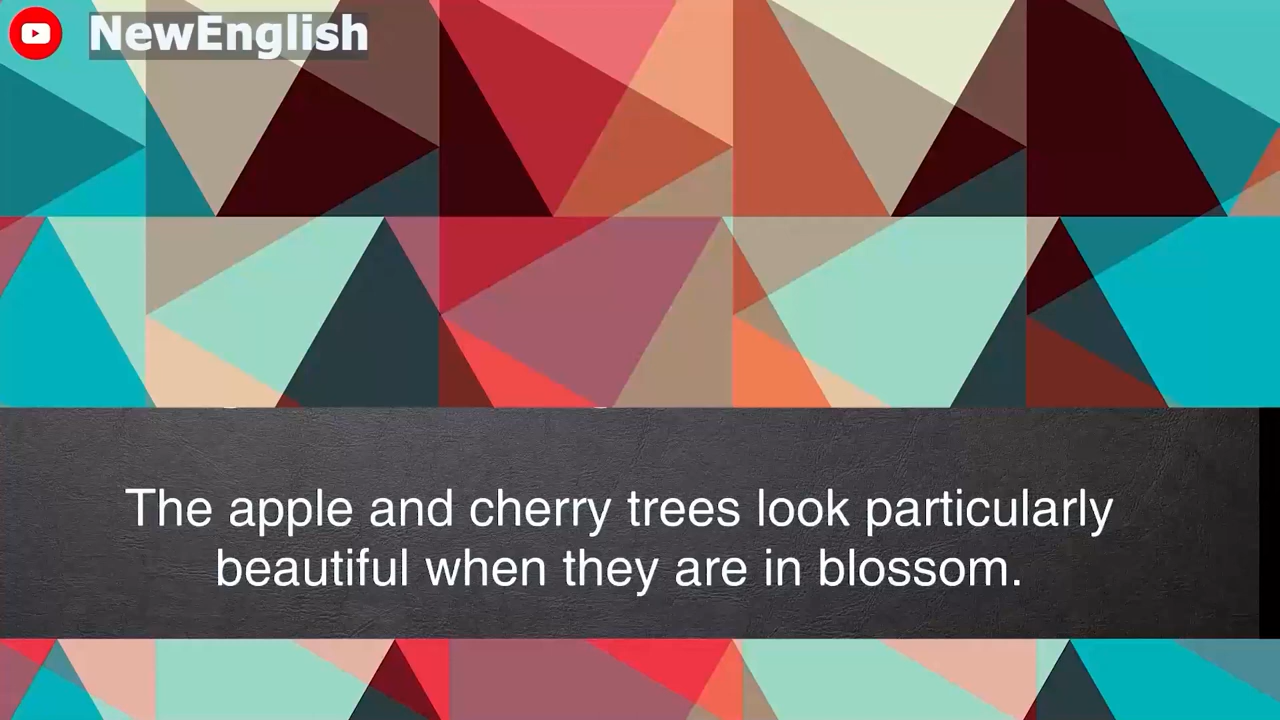 NewEnglish
The apple and cherry trees look particularly
beautiful when they are in blossom.